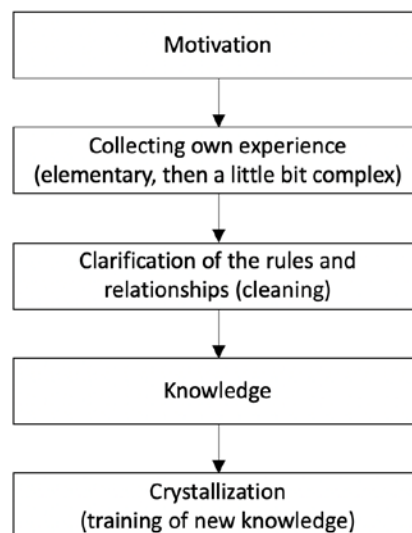 Motivation
Collecting own experience
(elementary, then a little bit complex)
Clarification of the rules and
relationships (cleaning)
Knowledge
Crystallization
(training of new knowledge)